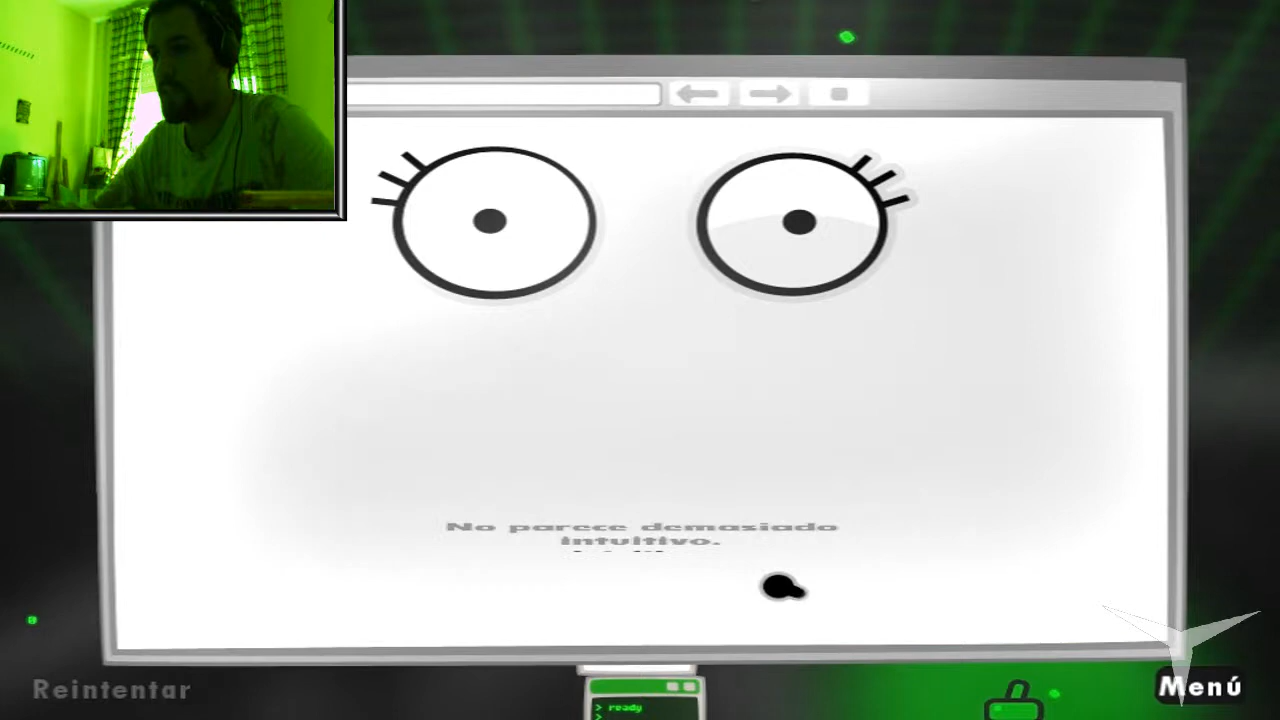 No parece demasiado
intuitivo.
Reintentar
> ready
>
Menú